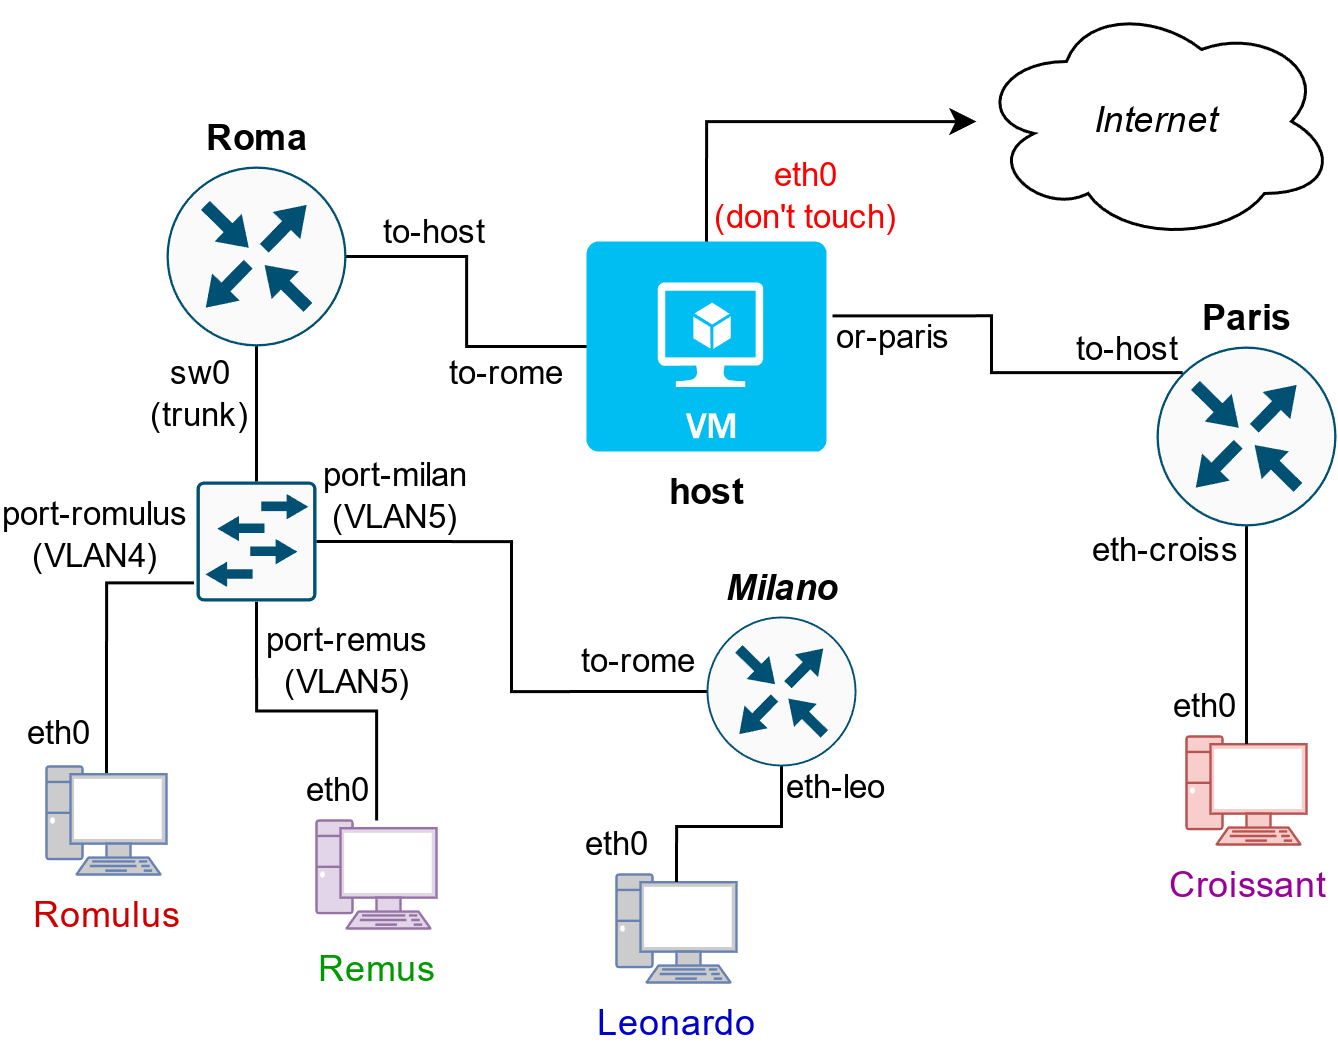 Internet
Roma
eth0
(don't touch)
to-host
Paris
or-paris
to-host
to-rome
sw0
(trunk)
VM
host
port-milan
(VLAN5)
port-romulus
(VLAN4)
eth-croiss
Milano
port-remus
(VLAN5)
to-rome
eth0
eth0
eth0
eth-leo
eth0
Croissant
Romulus
Remus
Leonardo